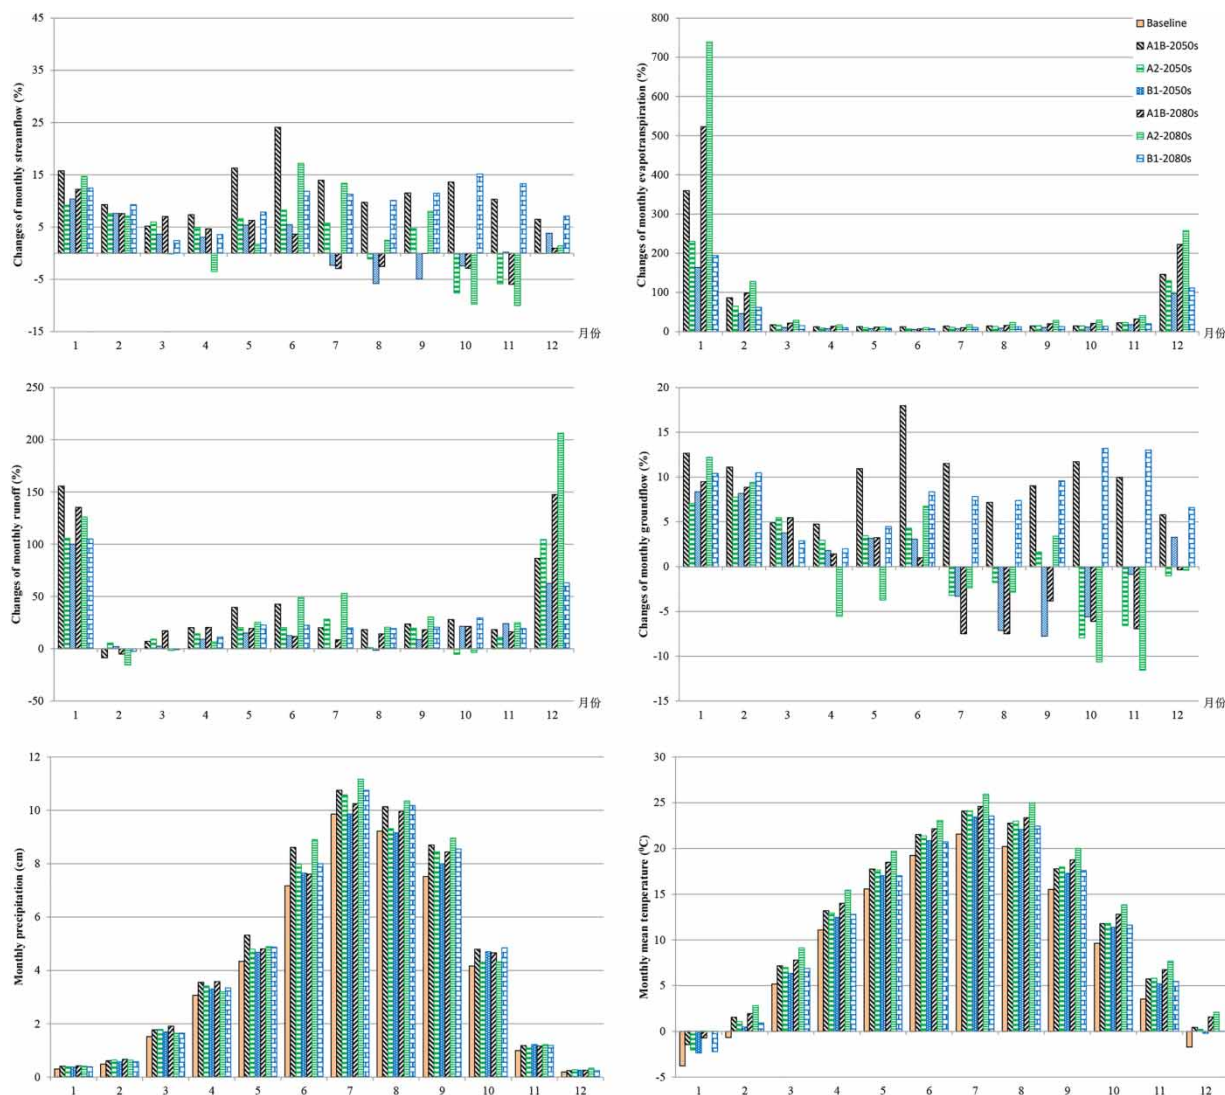 Changes of monthly streamflow (%)
45
35
25
15
5
-5
-15
1 2 3 4 5 6 7 8 9 10 11 12
月份
Changes of monthly evapotranspiration (%)
800
700
600
500
400
300
200
100
0
1 2 3 4 5 6 7 8 9 10 11 12
月份
Baseline
A1B-2050s
A2-2050s
B1-2050s
A1B-2080s
A2-2080s
B1-2080s
Changes of monthly runoff (%)
250
200
150
100
50
0
-50
1 2 3 4 5 6 7 8 9 10 11 12
月份
Changes of monthly groundflow (%)
20
15
10
5
0
-5
-10
-15
1 2 3 4 5 6 7 8 9 10 11 12
月份
Monthly precipitation (cm)
12
10
8
6
4
2
0
1 2 3 4 5 6 7 8 9 10 11 12
Monthly mean temperature (⁰C)
30
25
20
15
10
5
0
-5
1 2 3 4 5 6 7 8 9 10 11 12